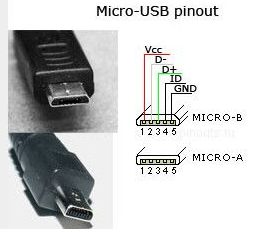 Micro-USB pinout
Vcc
D-
D+
ID
GND
MICRO-B
1 2 3 4 5
MICRO-A
1 2 3 4 5